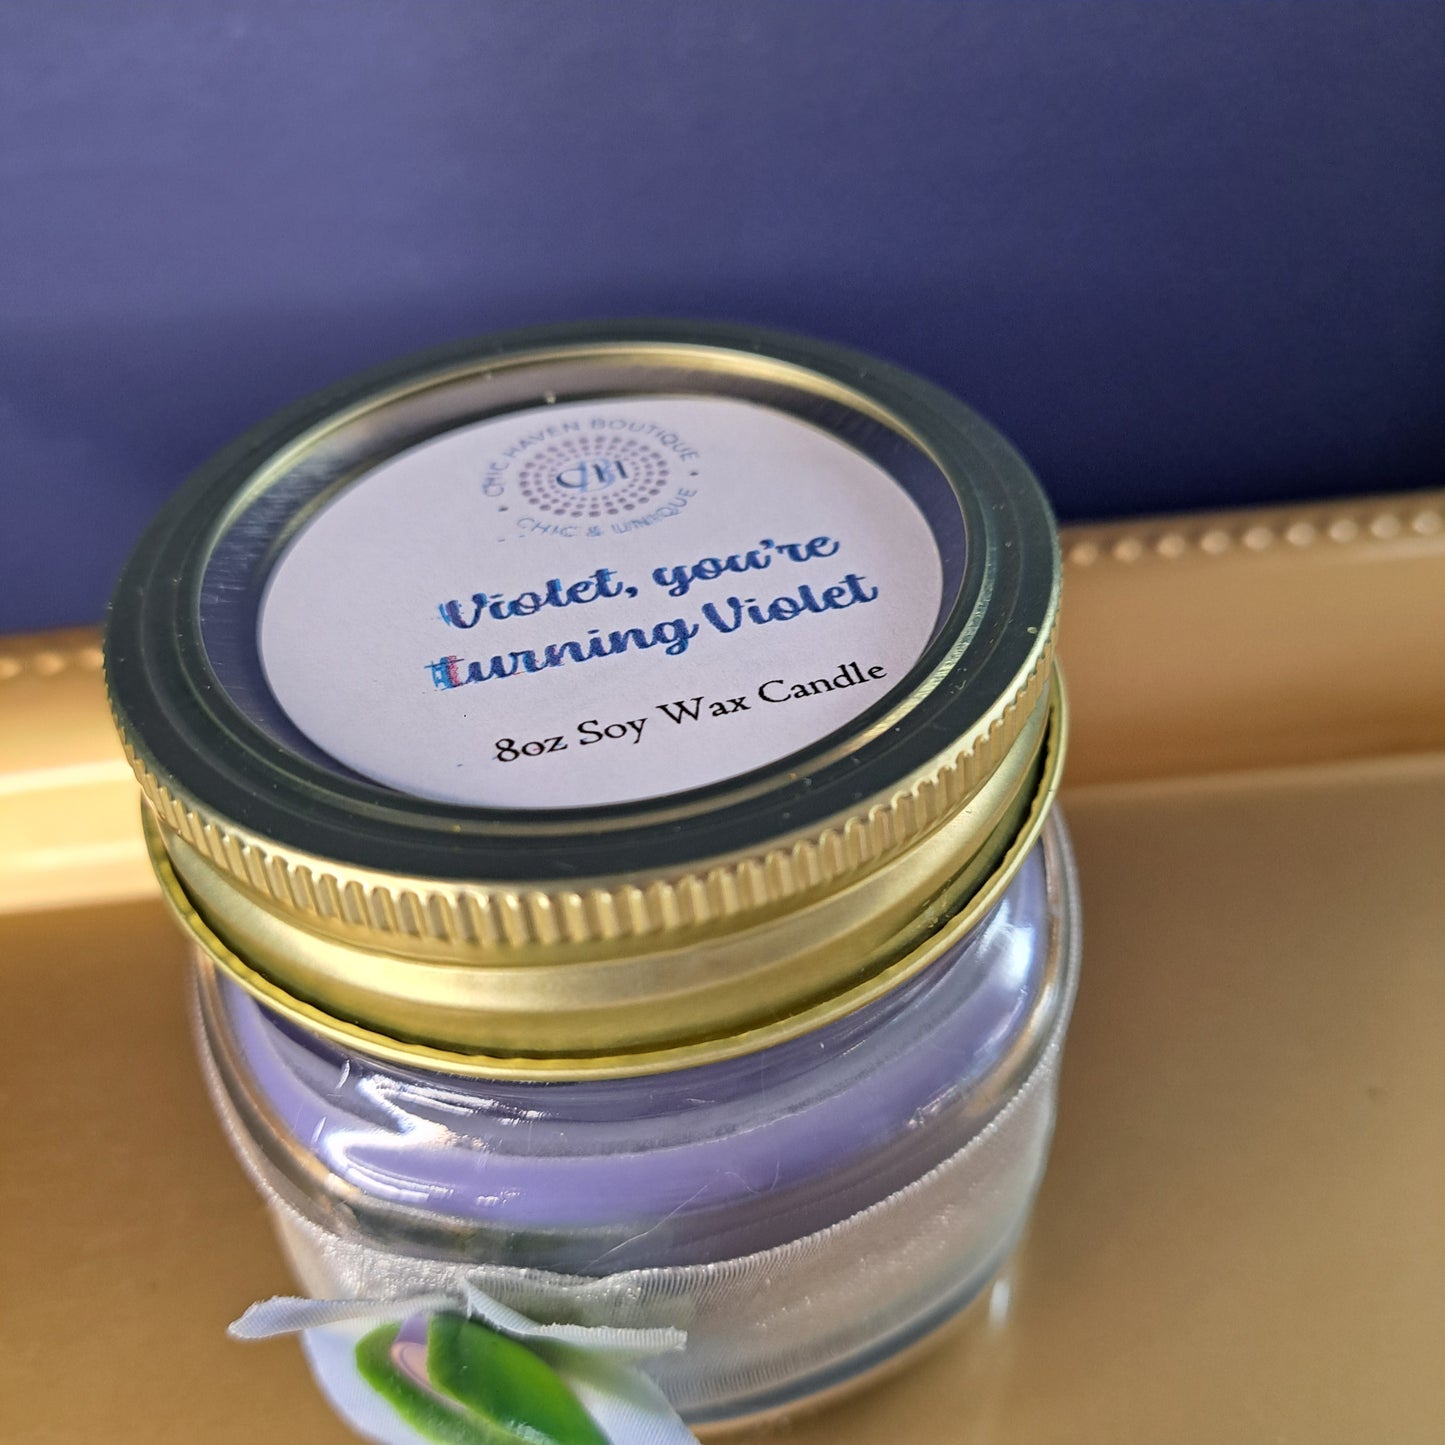 CHIC HAVEN BOUTIQUE
CHIC & UNIQUE
Violet, you're
turning Violet
8oz Soy Wax Candle